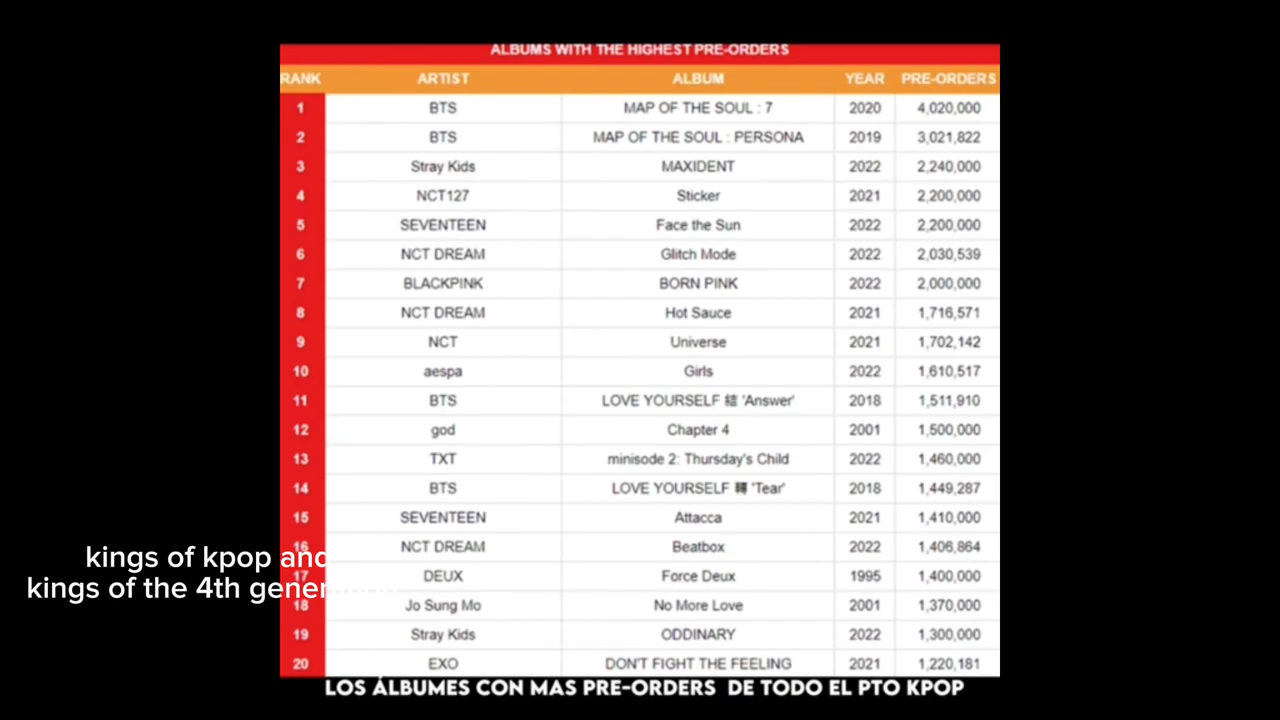 ALBUMS WITH THE HIGHEST PRE-ORDERS
RANK ARTIST ALBUM YEAR PRE-ORDERS
1 BTS MAP OF THE SOUL : 7 2020 4,020,000
2 BTS MAP OF THE SOUL : PERSONA 2019 3,021,822
3 Stray Kids MAXIDENT 2022 2,240,000
4 NCT127 Sticker 2021 2,200,000
5 SEVENTEEN Face the Sun 2022 2,200,000
6 NCT DREAM Glitch Mode 2022 2,030,539
7 BLACKPINK BORN PINK 2022 2,000,000
8 NCT DREAM Hot Sauce 2021 1,716,571
9 NCT Universe 2021 1,702,142
10 aespa Girls 2022 1,610,517
11 BTS LOVE YOURSELF 結 'Answer' 2018 1,511,910
12 god Chapter 4 2001 1,500,000
13 TXT minisode 2: Thursday's Child 2022 1,460,000
14 BTS LOVE YOURSELF 轉 'Tear' 2018 1,449,287
15 SEVENTEEN Attacca 2021 1,410,000
16 NCT DREAM Beatbox 2022 1,406,864
17 DEUX Force Deux 1995 1,400,000
18 Jo Sung Mo No More Love 2001 1,370,000
19 Stray Kids ODDINARY 2022 1,300,000
20 EXO DON'T FIGHT THE FEELING 2021 1,220,181
kings of kpop and
kings of the 4th generation
LOS ÁLBUMES CON MAS PRE-ORDERS DE TODO EL PTO KPOP